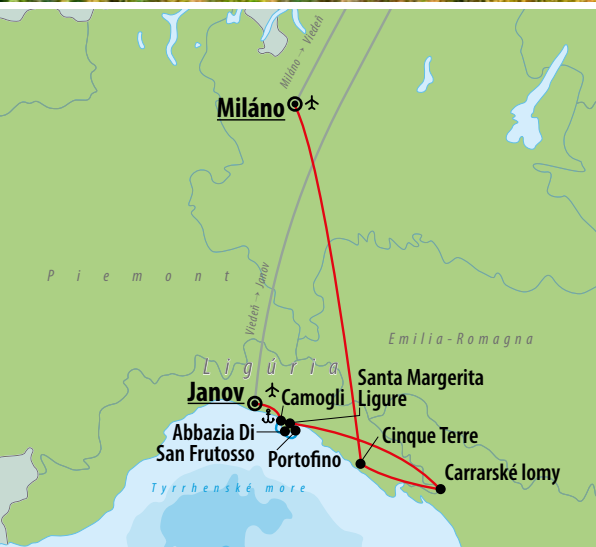 Miláno → Viedeň
Miláno
Piemont
Viedeň → Janov
Emilia-Romagna
Ligúria
Janov
Camogli
Santa Margerita
Ligure
Abbazia Di
San Frutosso
Portofino
Cinque Terre
Carrarské lomy
Tyrrhenské more